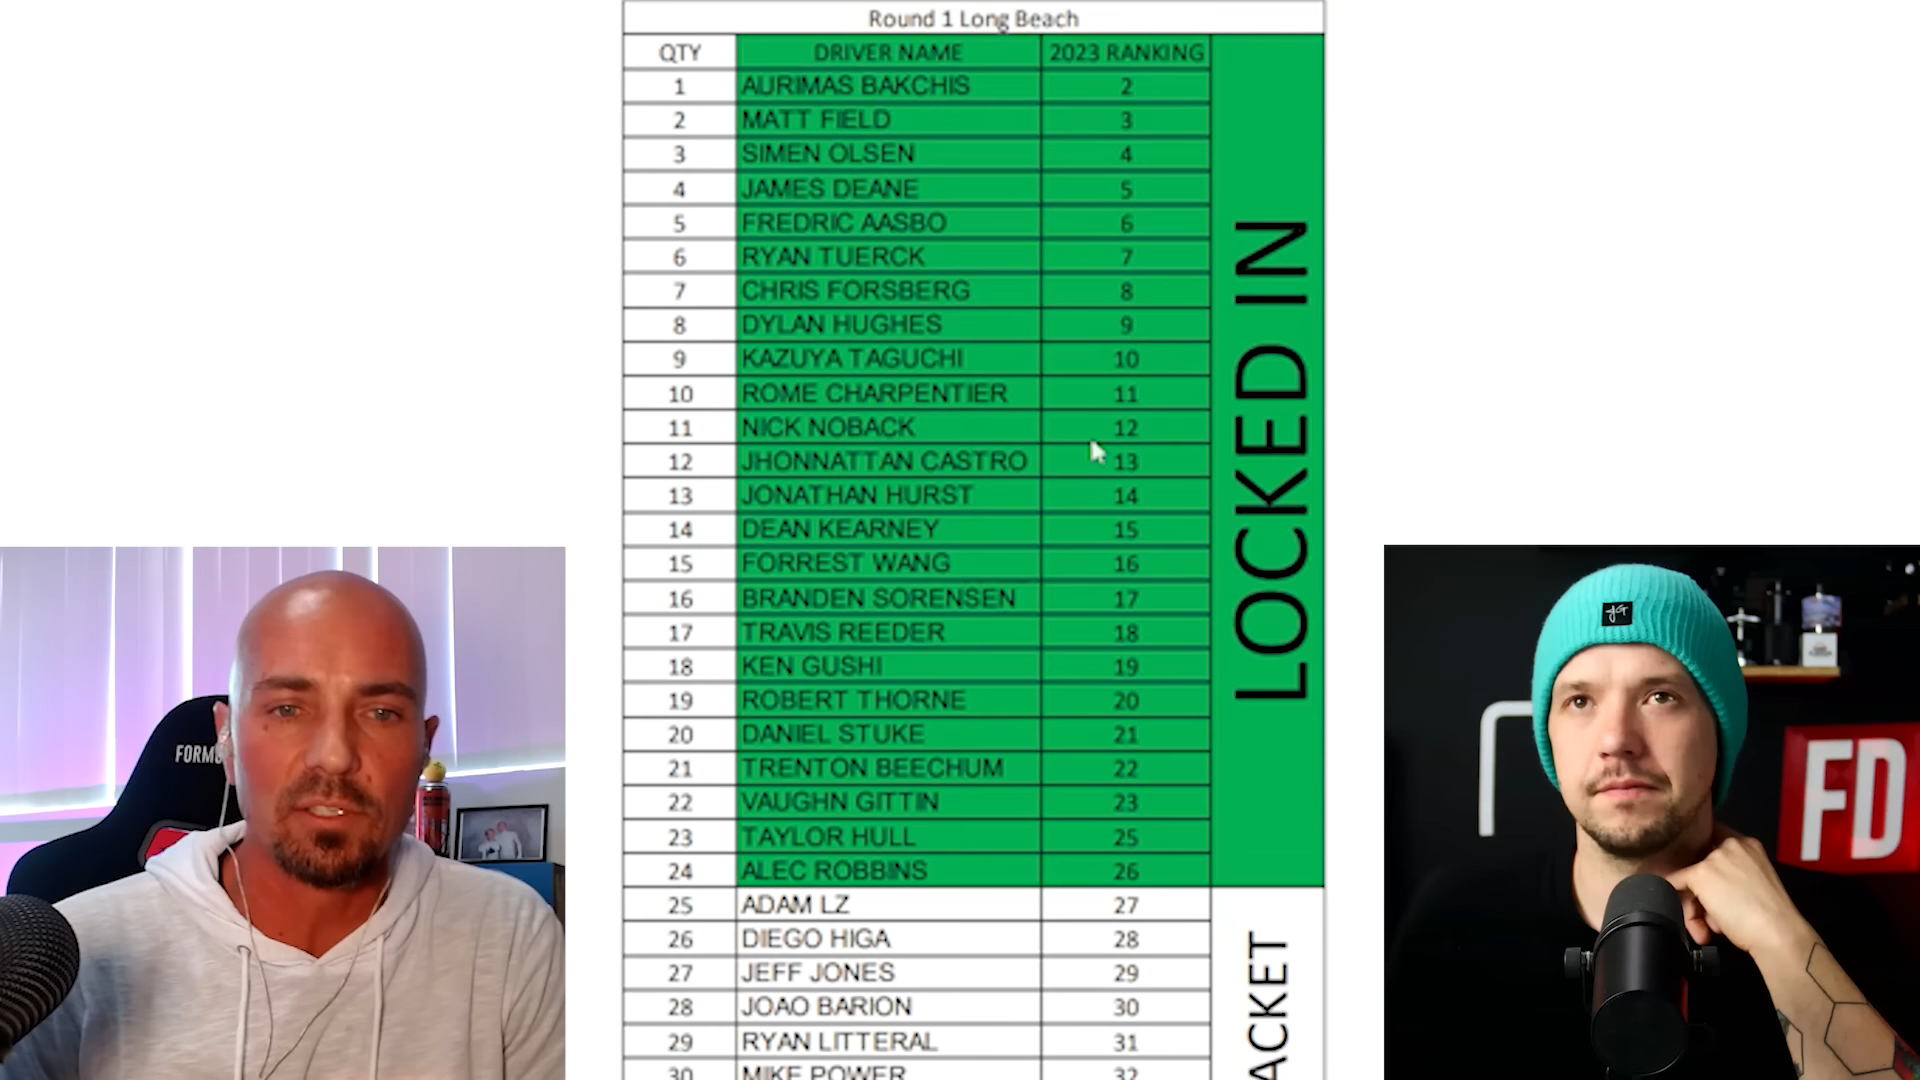 Round 1 Long Beach
QTY DRIVER NAME 2023 RANKING
1 AURIMAS BAKCHIS 2
2 MATT FIELD 3
3 SIMEN OLSEN 4
4 JAMES DEANE 5
5 FREDRIC AASBO 6
6 RYAN TUERCK 7
7 CHRIS FORSBERG 8
8 DYLAN HUGHES 9
9 KAZUYA TAGUCHI 10
10 ROME CHARPENTIER 11
11 NICK NOBACK 12
12 JHONNATTAN CASTRO 13
13 JONATHAN HURST 14
14 DEAN KEARNEY 15
15 FORREST WANG 16
16 BRANDEN SORENSEN 17
17 TRAVIS REEDER 18
18 KEN GUSHI 19
19 ROBERT THORNE 20
20 DANIEL STUKE 21
21 TRENTON BEECHUM 22
22 VAUGHN GITTIN 23
23 TAYLOR HULL 25
24 ALEC ROBBINS 26
25 ADAM LZ 27
26 DIEGO HIGA 28
27 JEFF JONES 29
28 JOAO BARION 30
29 RYAN LITTERAL 31
30 MIKE POWER 32
LOCKED IN
ACKET
FORMU
FD